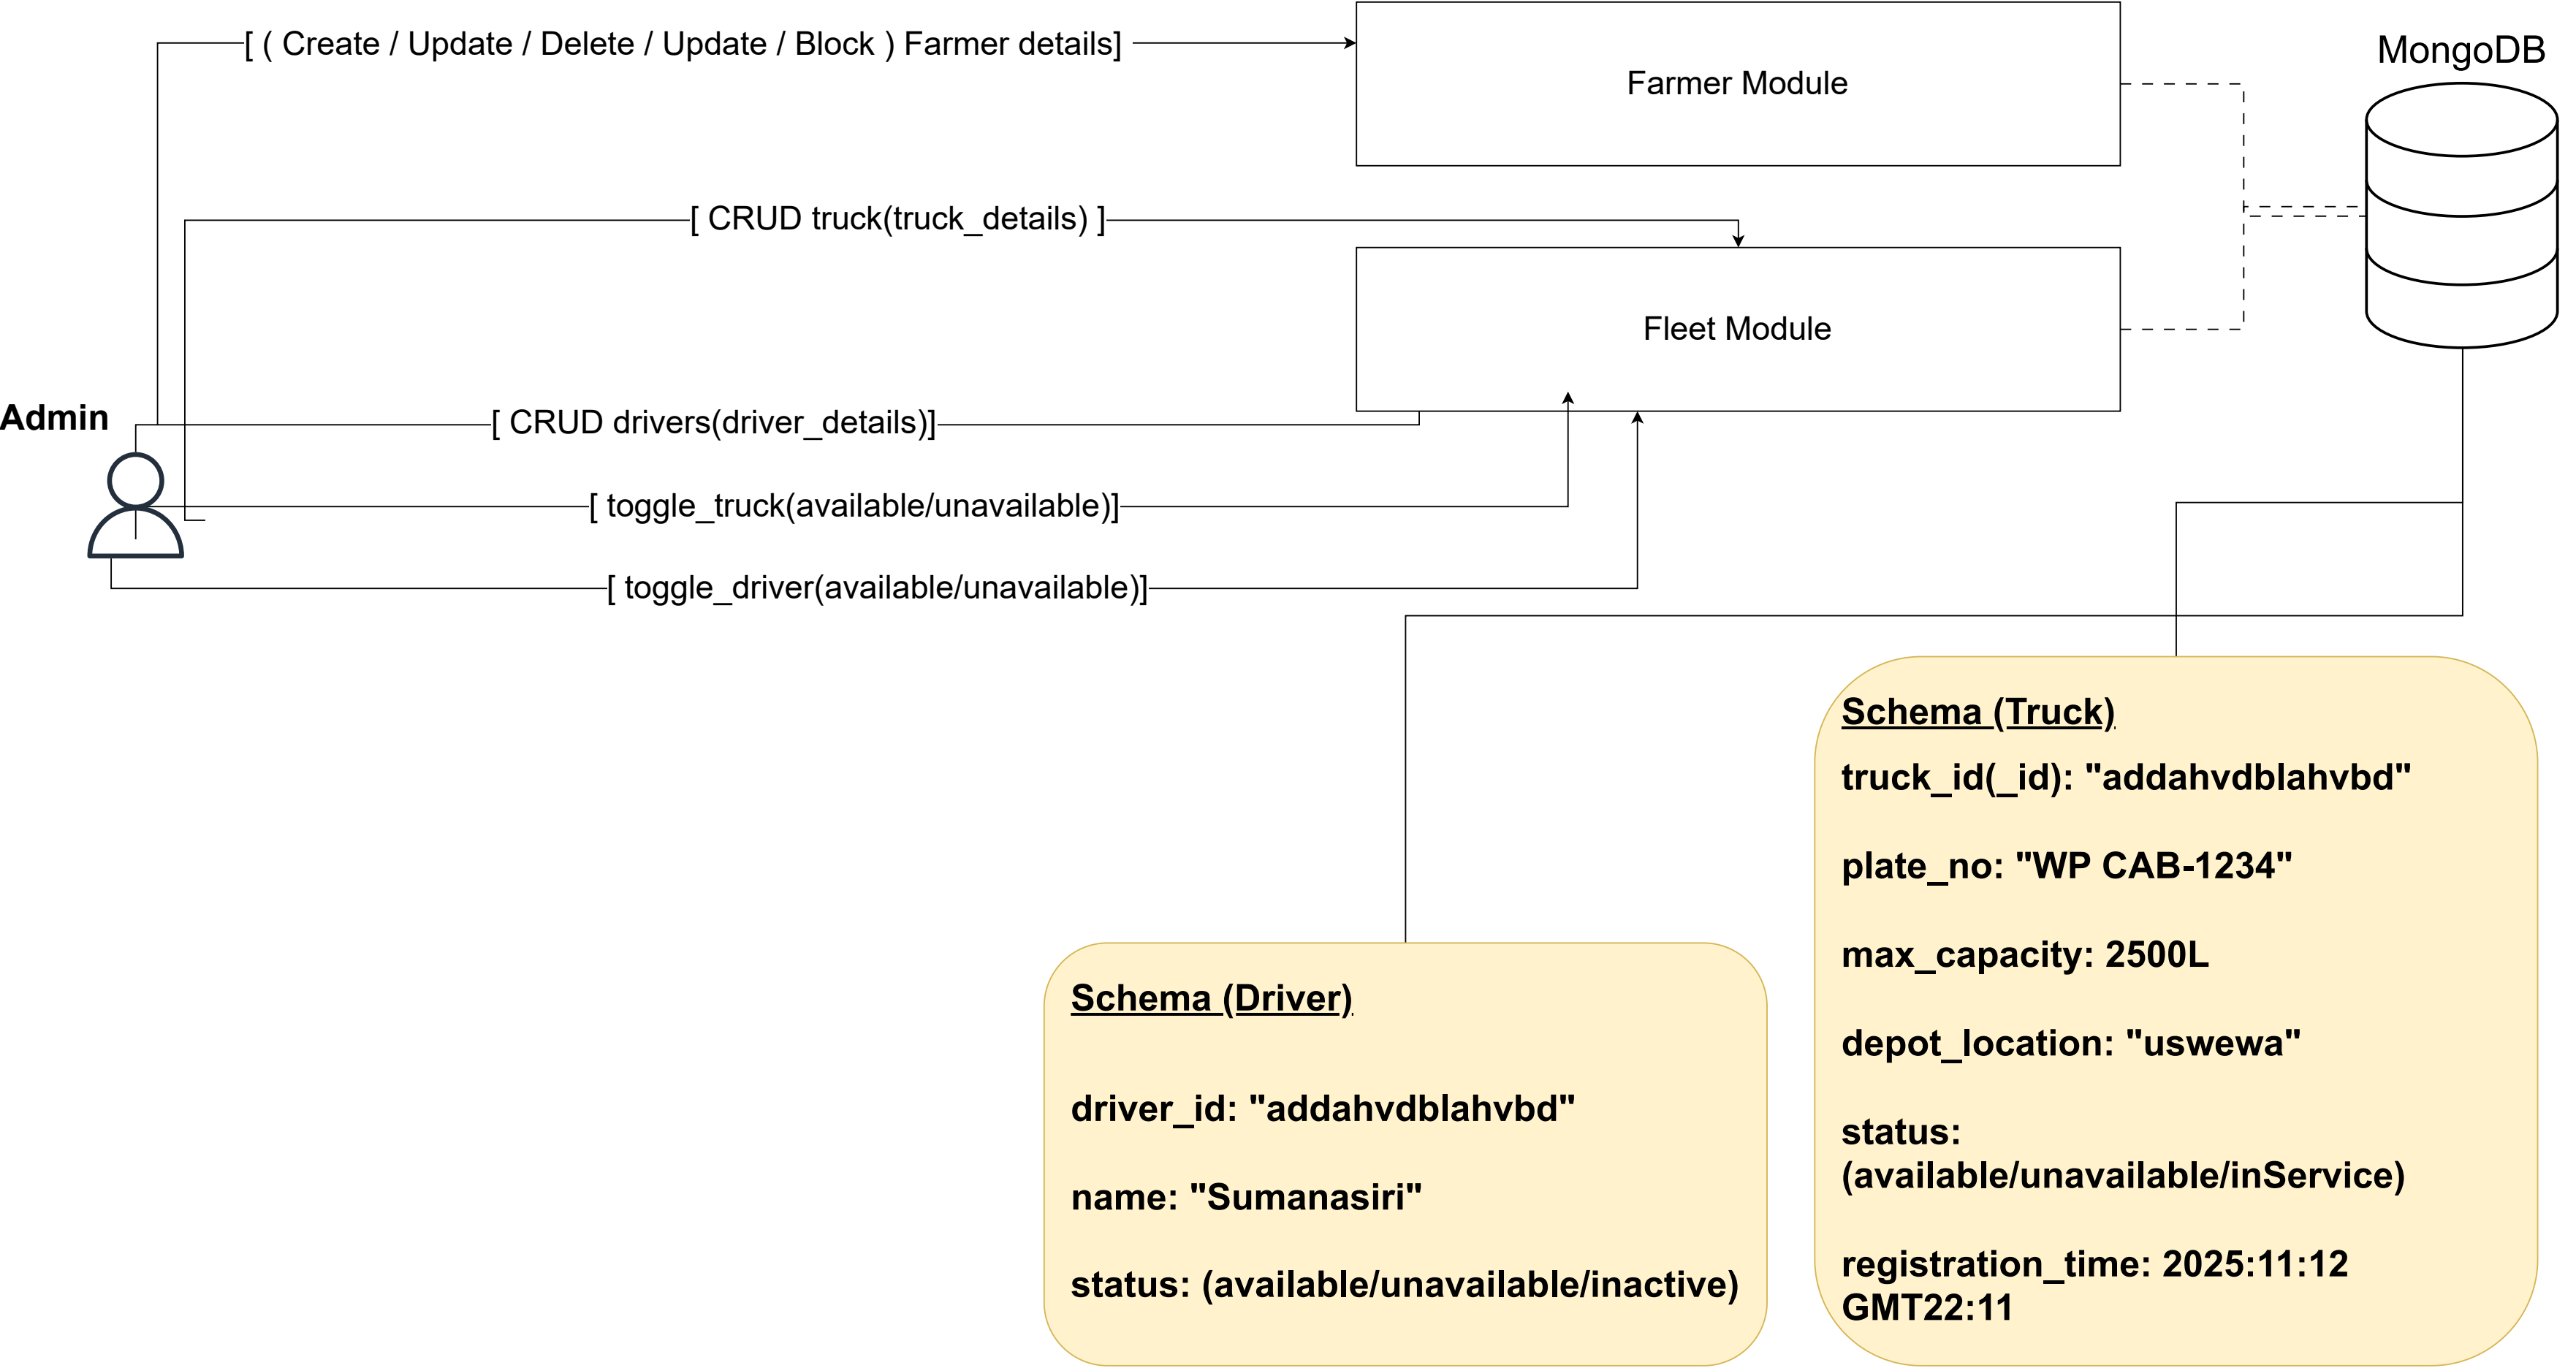 [ ( Create / Update / Delete / Update / Block ) Farmer details]
Farmer Module
MongoDB
[ CRUD truck(truck_details) ]
Fleet Module
Admin
[ CRUD drivers(driver_details)]
[ toggle_truck(available/unavailable)]
[ toggle_driver(available/unavailable)]
Schema (Truck)
truck_id(_id): "addahvdblahvbd"
plate_no: "WP CAB-1234"
max_capacity: 2500L
depot_location: "uswewa"
status:
(available/unavailable/inService)
registration_time: 2025:11:12
GMT22:11
Schema (Driver)
driver_id: "addahvdblahvbd"
name: "Sumanasiri"
status: (available/unavailable/inactive)